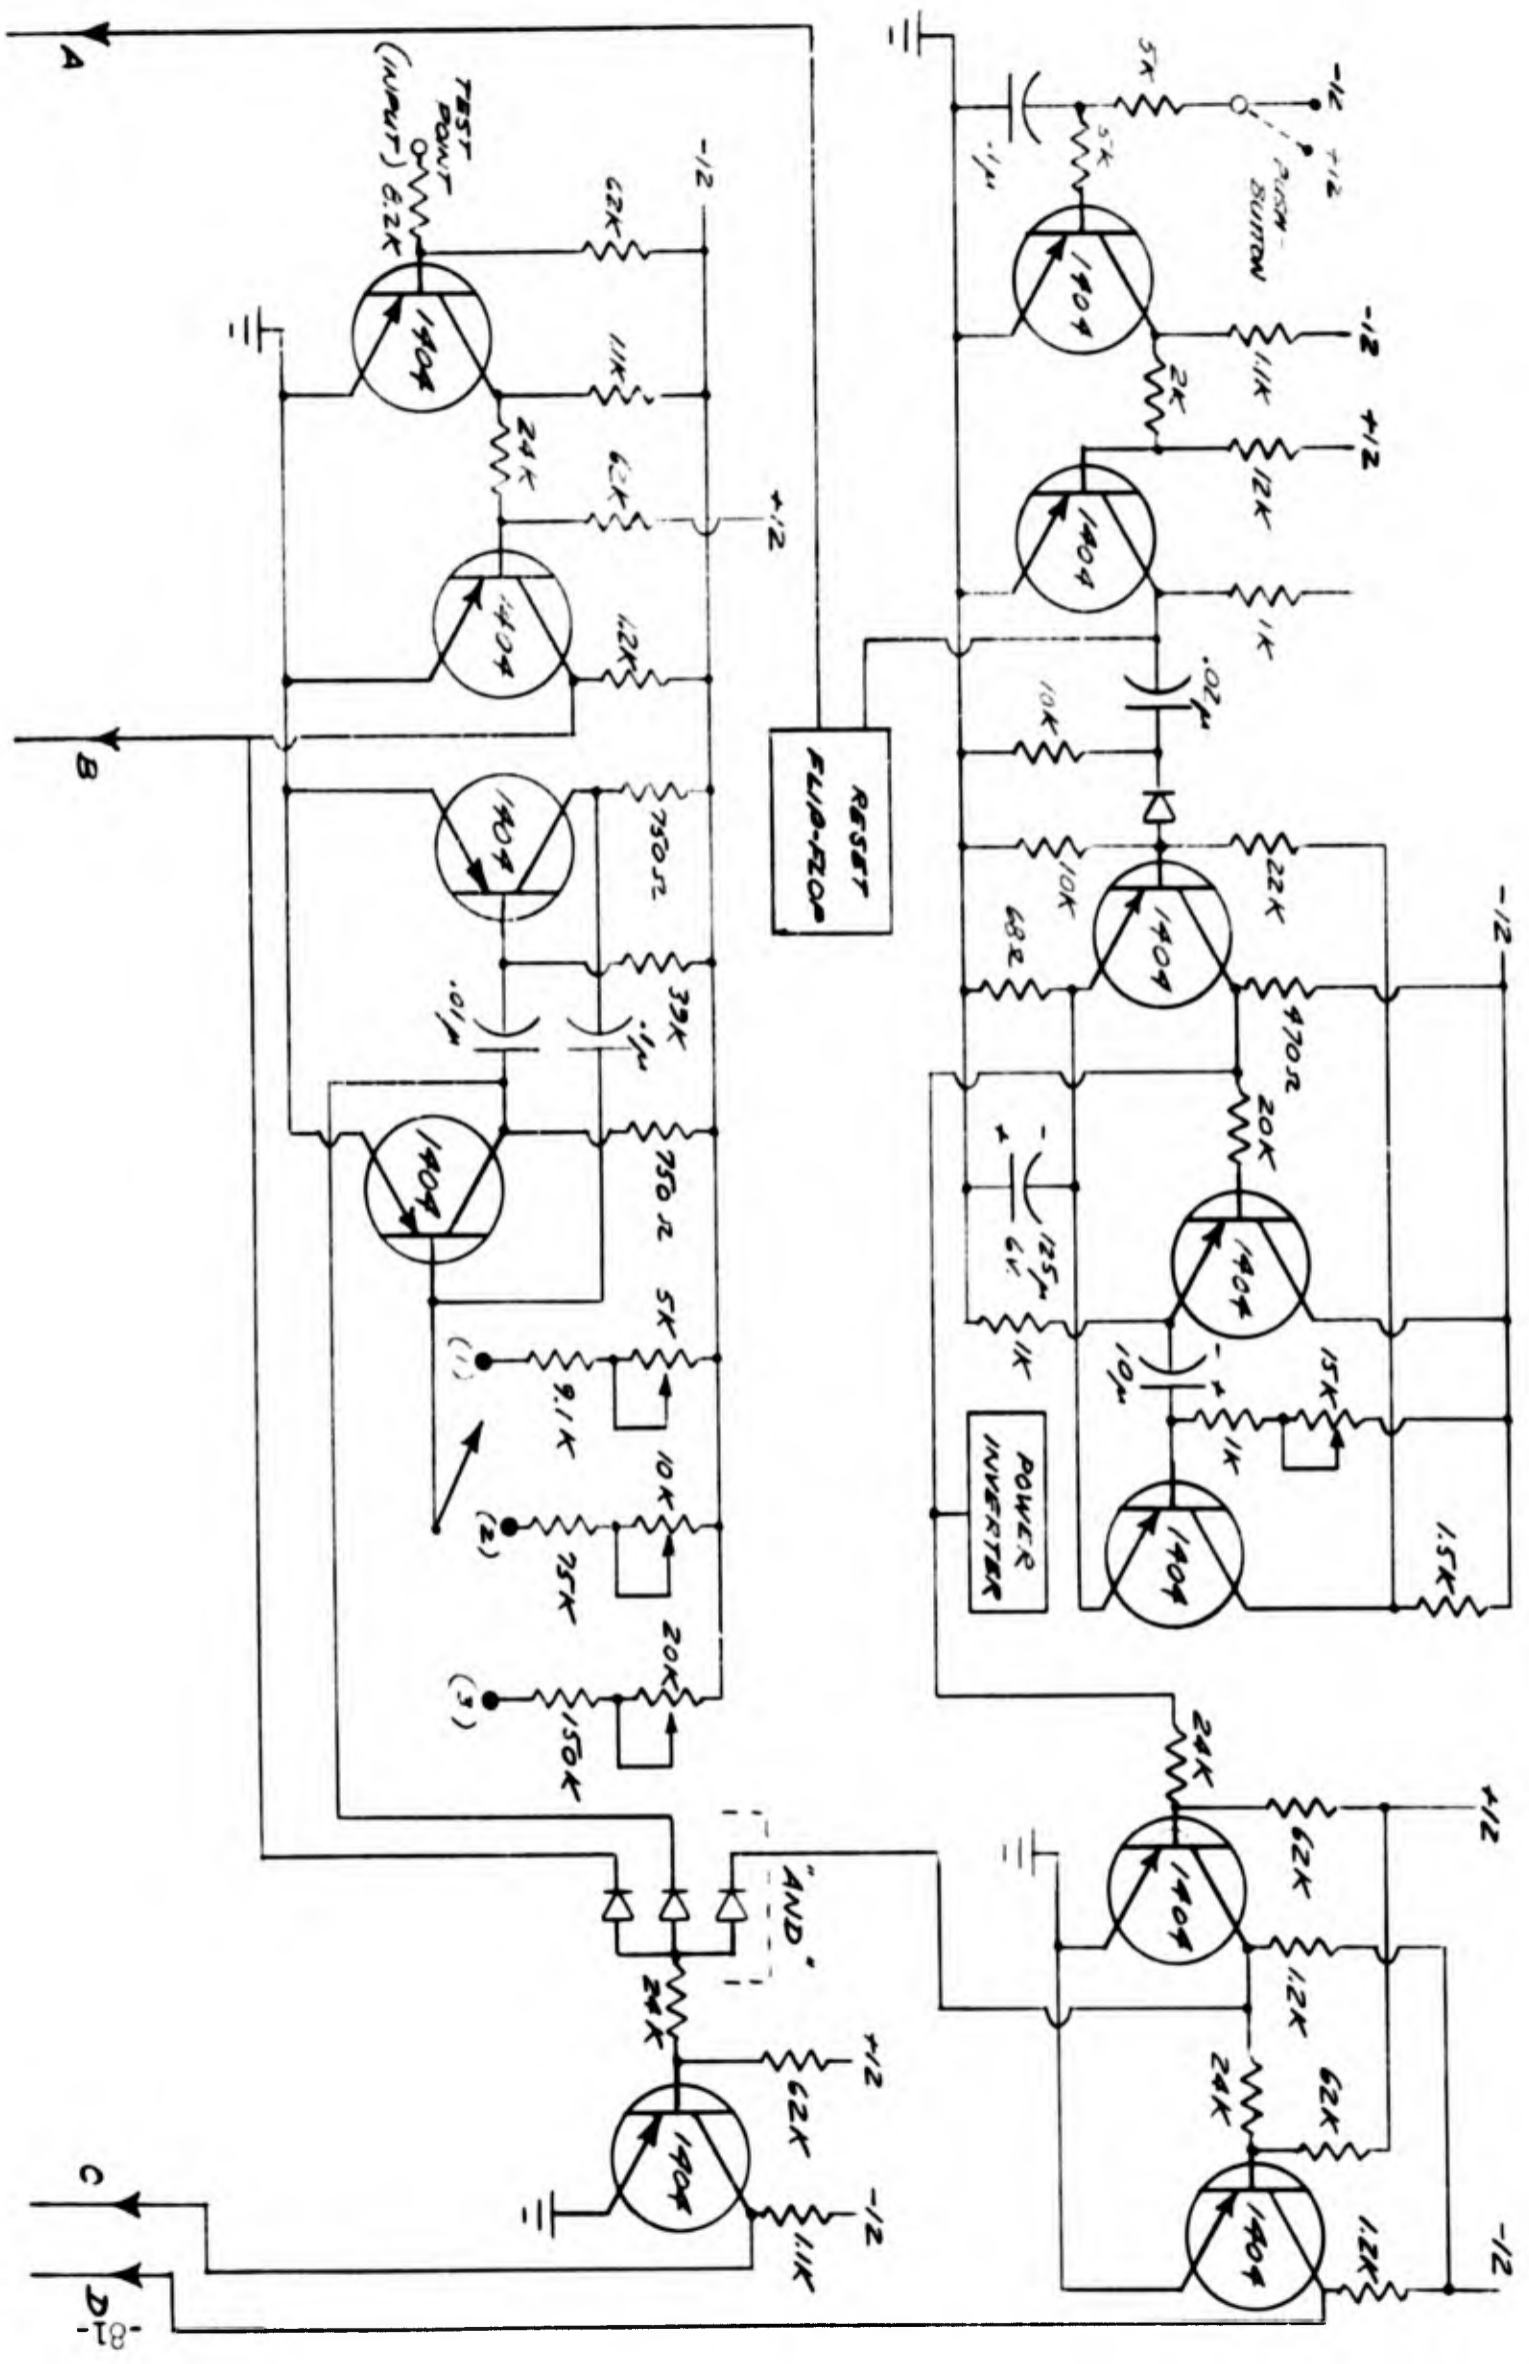 -12
+12
PUSH-
BUTTON
5K
5K
.1μ
1404
-12
1.1K
2K
+12
12K
1404
1K
.02μ
10K
10K
22K
1404
68Ω
470Ω
-12
20K
-
+
125μ
6V.
1404
1K
-
+
10μ
15K
1K
1404
1.5K
POWER
INVERTER
RESET
FLIP-FLOP
24K
+12
62K
1404
1.2K
24K
62K
1404
1.2K
-12
A
TEST
POINT
(INPUT)
8.2K
62K
-12
1404
1.1K
24K
62K
+12
1404
1.2K
B
1404
750Ω
39K
.01μ
.1μ
1404
750Ω
5K
(1)
9.1K
10K
(2)
75K
20K
(3)
150K
"AND"
24K
+12
62K
1404
-12
1.1K
C
D
-81-